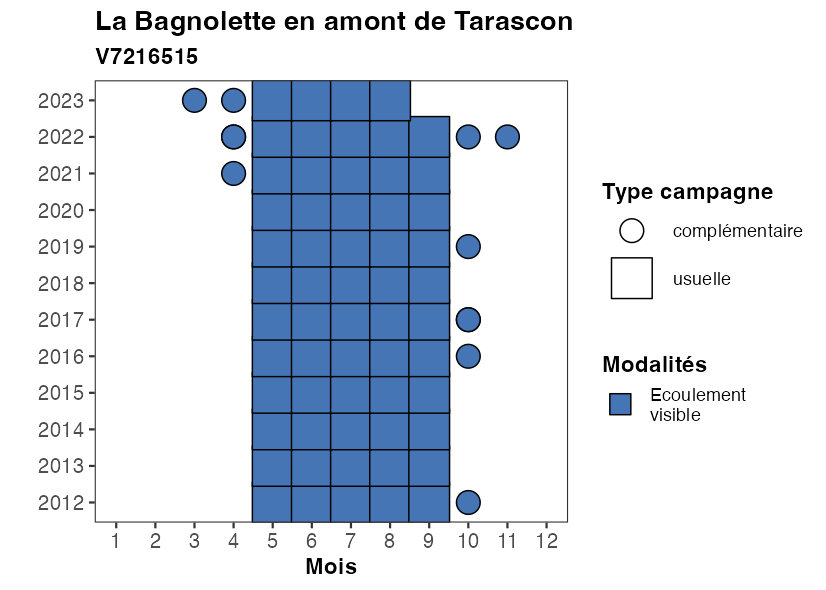 La Bagnolette en amont de Tarascon
V7216515
2023
2022
2021
2020
2019
2018
2017
2016
2015
2014
2013
2012
1 2 3 4 5 6 7 8 9 10 11 12
Mois
Type campagne
complémentaire
usuelle
Modalités
Ecoulement
visible